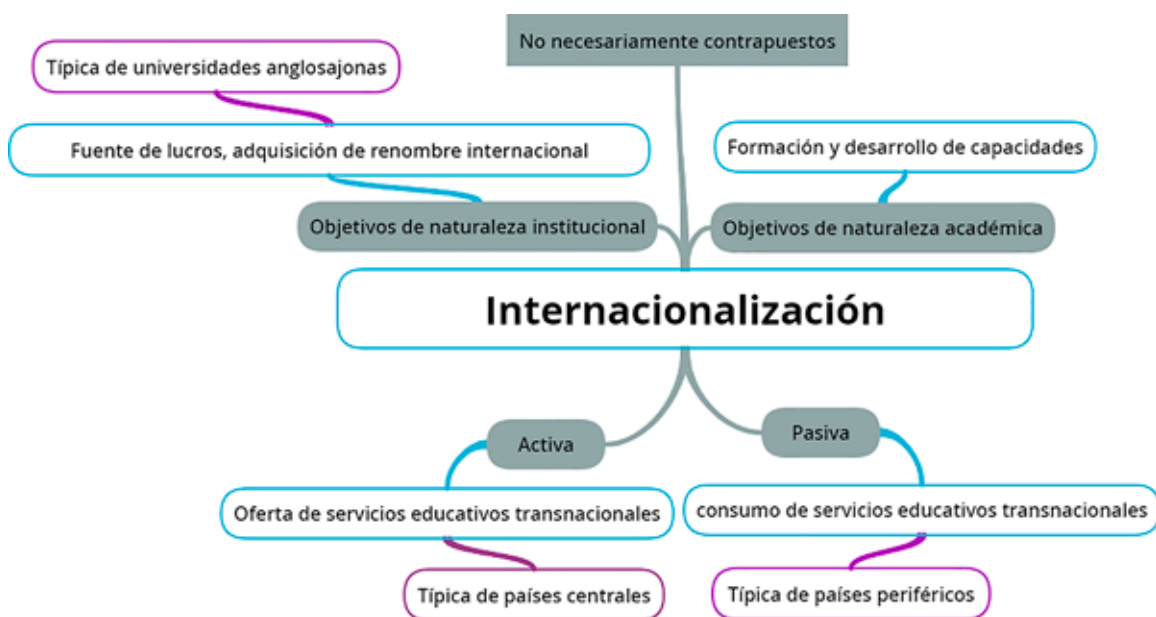 No necesariamente contrapuestos
Típica de universidades anglosajonas
Fuente de lucros, adquisición de renombre internacional
Formación y desarrollo de capacidades
Objetivos de naturaleza institucional
Objetivos de naturaleza académica
Internacionalización
Activa
Pasiva
Oferta de servicios educativos transnacionales
consumo de servicios educativos transnacionales
Típica de países centrales
Típica de países periféricos